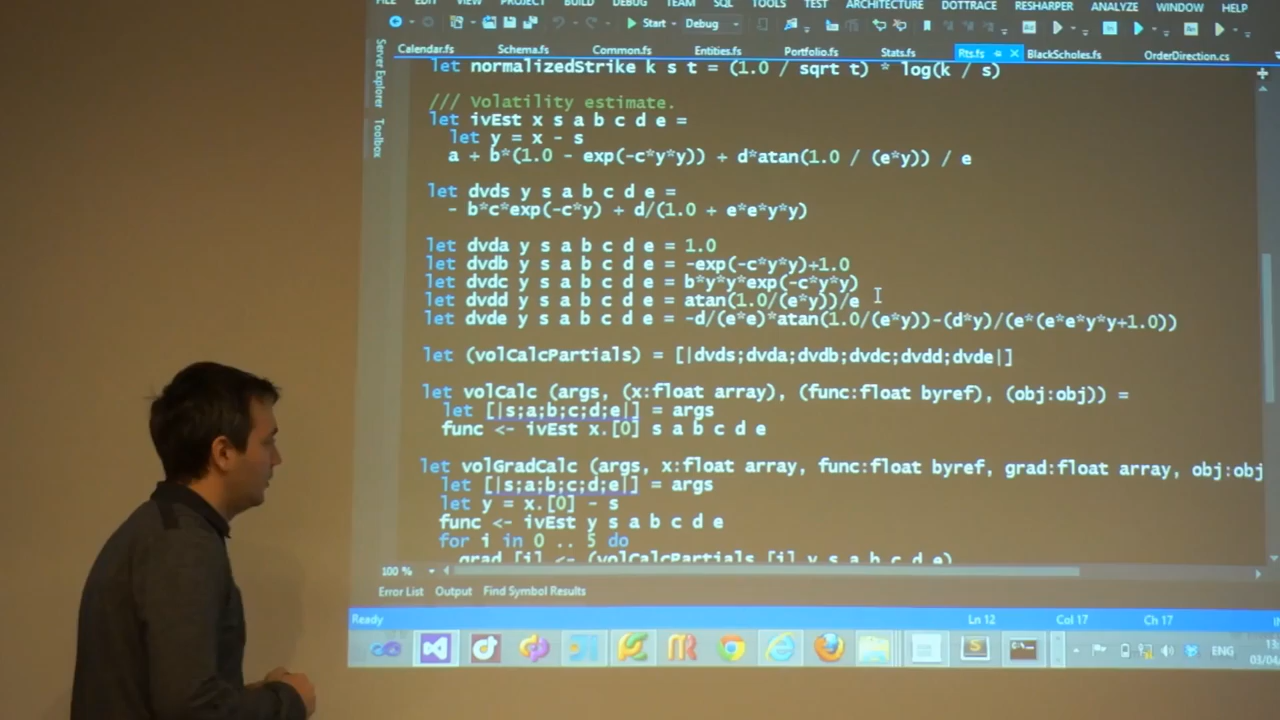 FILE EDIT VIEW PROJECT BUILD DEBUG TEAM SQL TOOLS TEST ARCHITECTURE DOTTRACE RESHARPER ANALYZE WINDOW HELP
Start Debug
Calendar.fs Schema.fs Common.fs Entities.fs Portfolio.fs Stats.fs Rts.fs BlackScholes.fs OrderDirection.cs
Server Explorer
Toolbox
let normalizedStrike k s t = (1.0 / sqrt t) * log(k / s)
/// Volatility estimate.
let ivEst x s a b c d e =
let y = x - s
a + b*(1.0 - exp(-c*y*y)) + d*atan(1.0 / (e*y)) / e
let dvds y s a b c d e =
- b*c*exp(-c*y) + d/(1.0 + e*e*y*y)
let dvda y s a b c d e = 1.0
let dvdb y s a b c d e = -exp(-c*y*y)+1.0
let dvdc y s a b c d e = b*y*y*exp(-c*y*y)
let dvdd y s a b c d e = atan(1.0/(e*y))/e
let dvde y s a b c d e = -d/(e*e)*atan(1.0/(e*y))-(d*y)/(e*(e*e*y*y+1.0))
let (volCalcPartials) = [|dvds;dvda;dvdb;dvdc;dvdd;dvde|]
let volCalc (args, (x:float array), (func:float byref), (obj:obj)) =
let [|s;a;b;c;d;e|] = args
func <- ivEst x.[0] s a b c d e
let volGradCalc (args, x:float array, func:float byref, grad:float array, obj:obj
let [|s;a;b;c;d;e|] = args
let y = x.[0] - s
func <- ivEst y s a b c d e
for i in 0 .. 5 do
grad.[i] <- (volCalcPartials.[i] y s a b c d e)
100 %
Error List Output Find Symbol Results
Ready Ln 12 Col 17 Ch 17
ENG